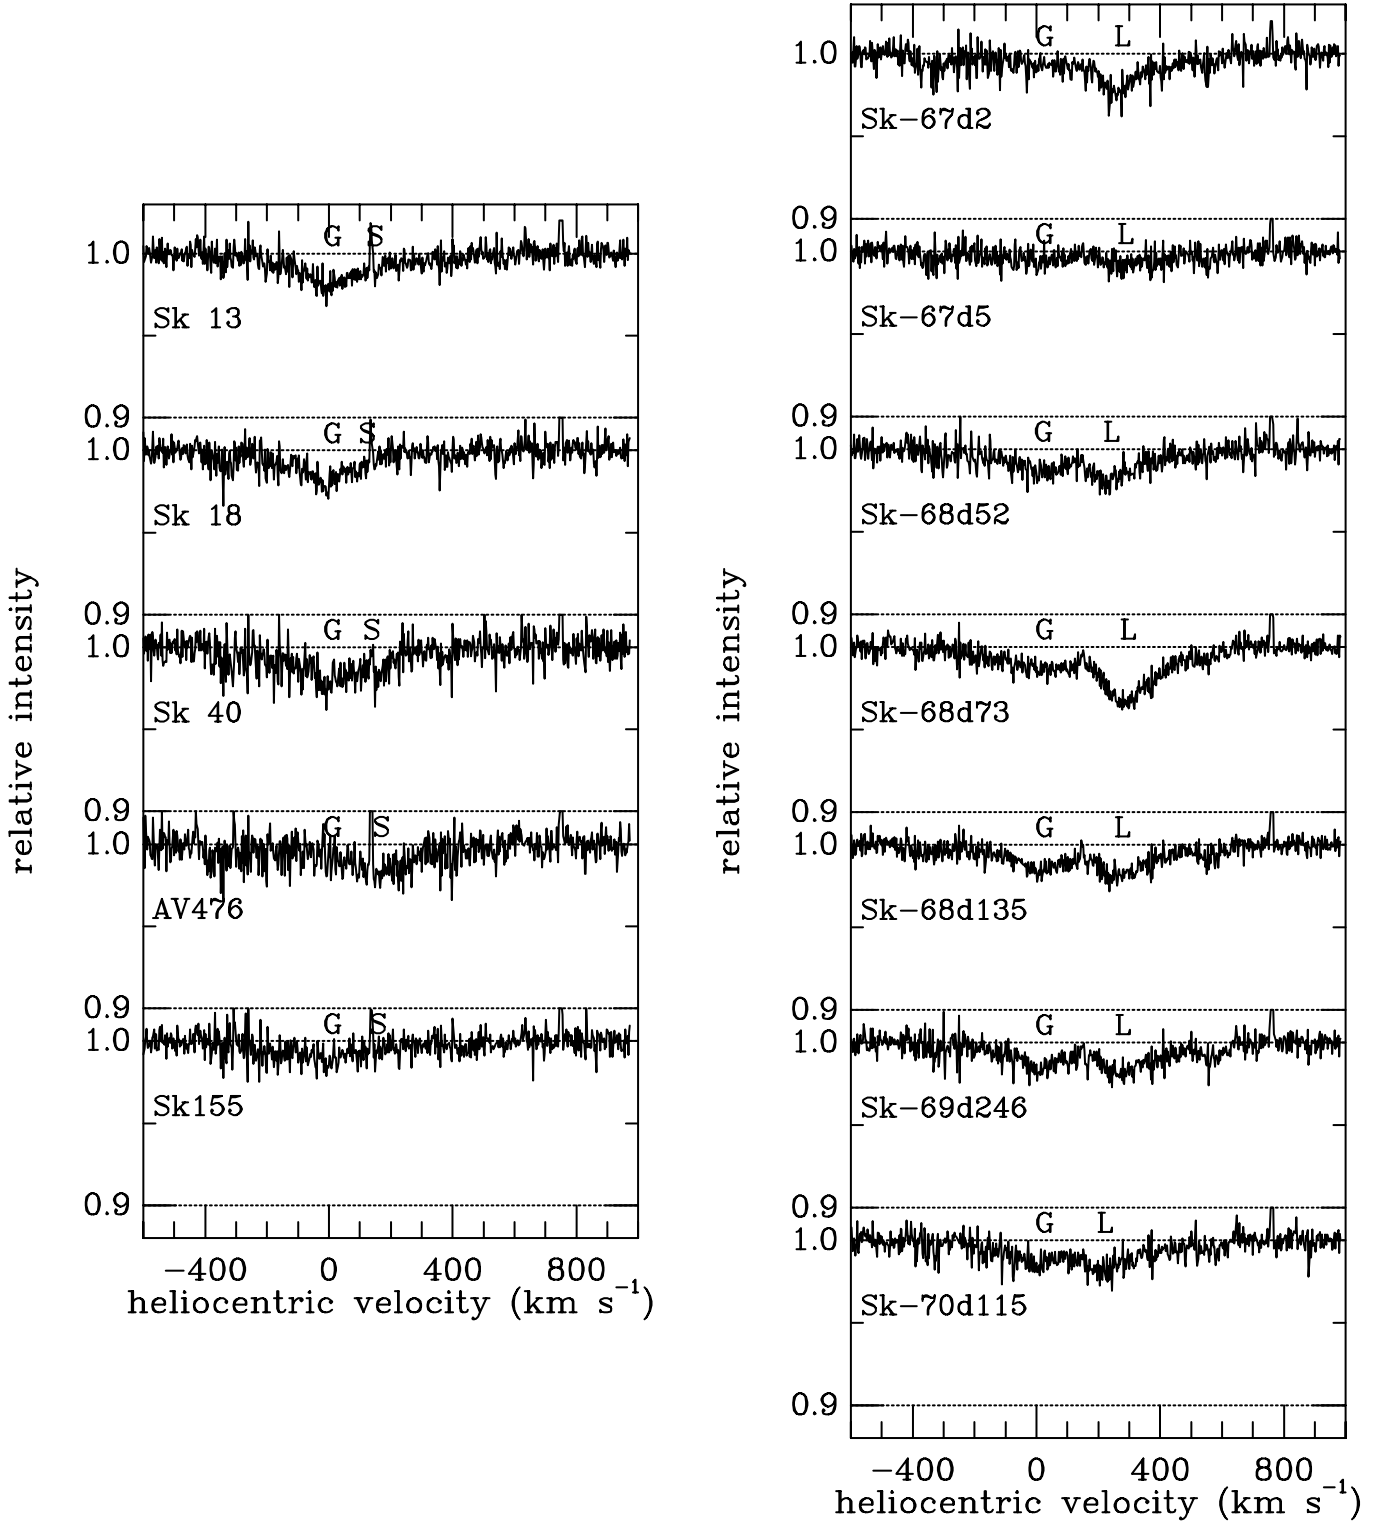 relative intensity
G S
1.0
Sk 13
0.9
G S
1.0
Sk 18
0.9
G S
1.0
Sk 40
0.9
G S
1.0
AV476
0.9
G S
1.0
Sk155
0.9
−400 0 400 800
heliocentric velocity (km s⁻¹)
relative intensity
G L
1.0
Sk−67d2
0.9
G L
1.0
Sk−67d5
0.9
G L
1.0
Sk−68d52
0.9
G L
1.0
Sk−68d73
0.9
G L
1.0
Sk−68d135
0.9
G L
1.0
Sk−69d246
0.9
G L
1.0
Sk−70d115
0.9
−400 0 400 800
heliocentric velocity (km s⁻¹)